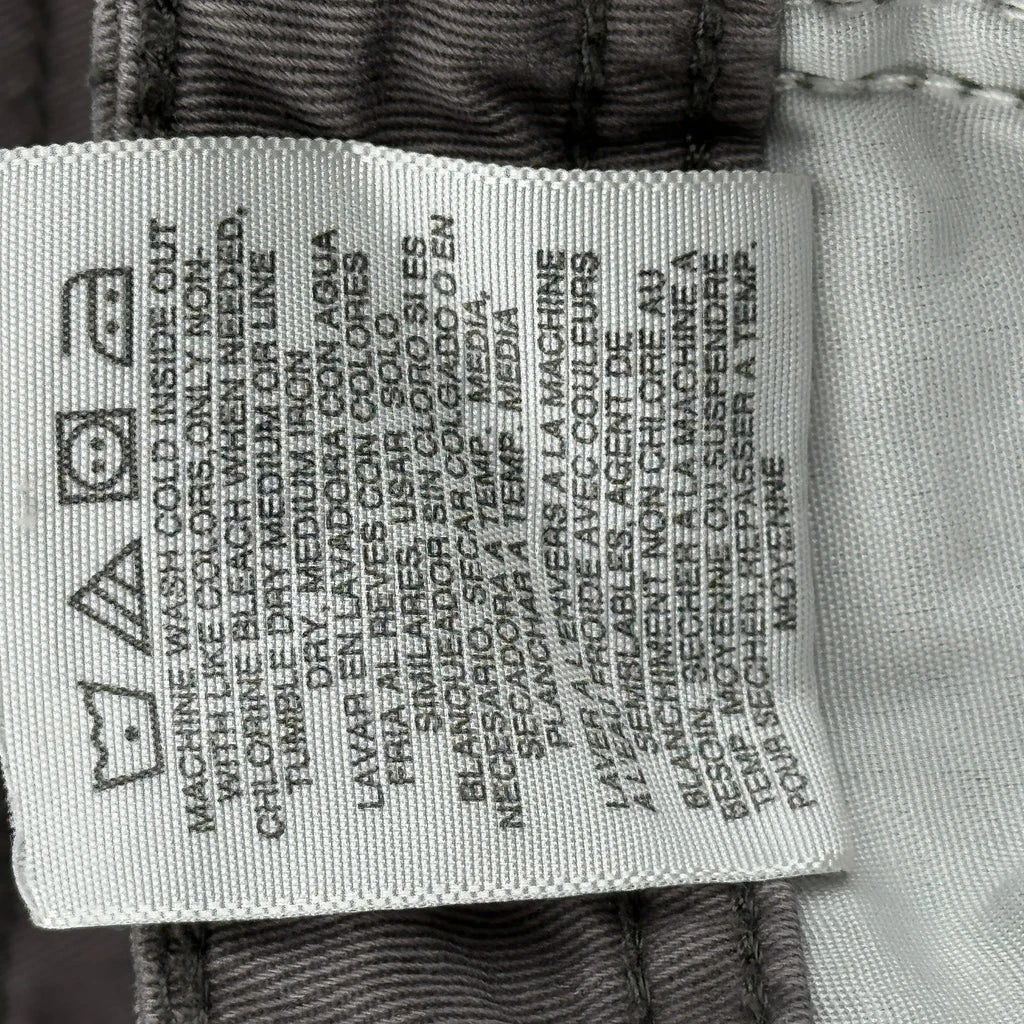 MACHINE WASH COLD INSIDE OUT
WITH LIKE COLORS. ONLY NON-
CHLORINE BLEACH WHEN NEEDED.
TUMBLE DRY MEDIUM OR LINE
DRY. MEDIUM IRON
LAVAR EN LAVADORA CON AGUA
FRIA AL REVES CON COLORES
SIMILARES. USAR SOLO
BLANQUEADOR SIN CLORO SI ES
NECESARIO. SECAR COLGADO O EN
SECADORA A TEMP. MEDIA.
PLANCHAR A TEMP. MEDIA
LAVER A L'ENVERS A LA MACHINE
A L'EAU FROIDE AVEC COULEURS
SEMBLABLES. AGENT DE
BLANCHIMENT NON CHLORE AU
BESOIN. SECHER A LA MACHINE A
TEMP. MOYENNE OU SUSPENDRE
POUR SECHER.REPASSER A TEMP.
MOYENNE